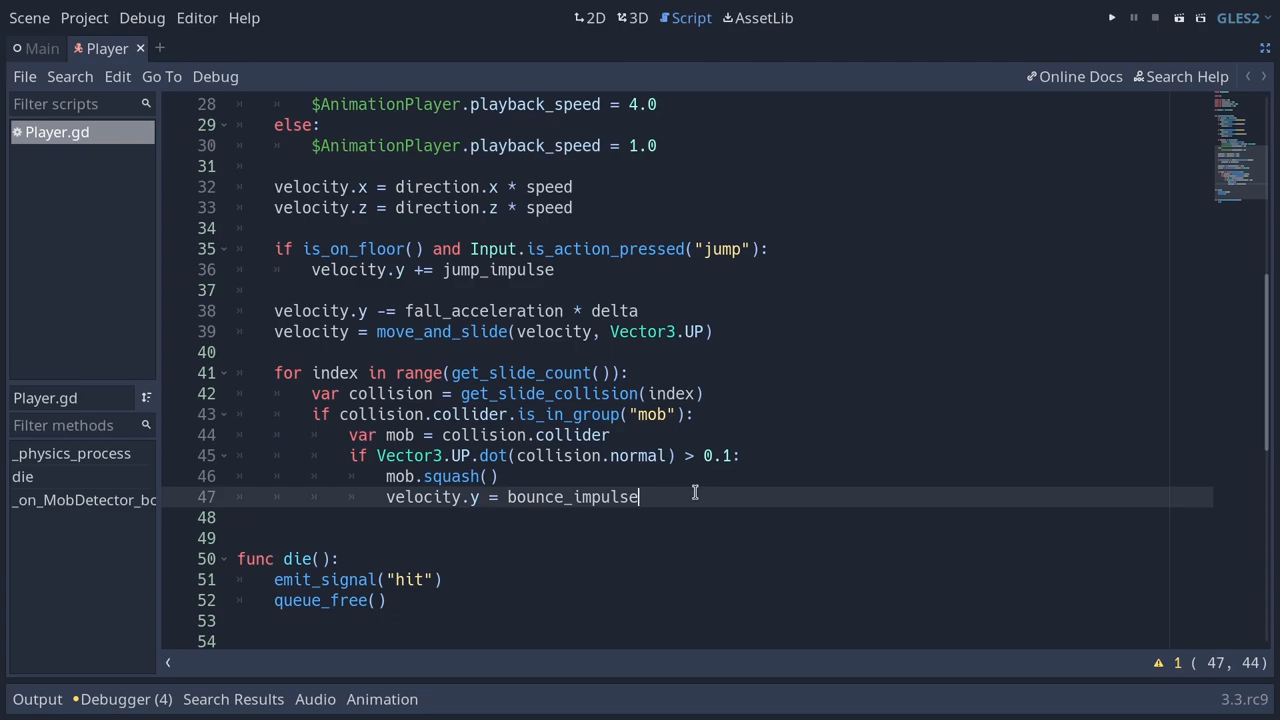 Scene Project Debug Editor Help 2D 3D Script AssetLib GLES2
Main Player
File Search Edit Go To Debug Online Docs Search Help
Filter scripts
Player.gd
Player.gd
Filter methods
_physics_process
die
_on_MobDetector_bo
28 $AnimationPlayer.playback_speed = 4.0
29 else:
30 $AnimationPlayer.playback_speed = 1.0
31
32 velocity.x = direction.x * speed
33 velocity.z = direction.z * speed
34
35 if is_on_floor() and Input.is_action_pressed("jump"):
36 velocity.y += jump_impulse
37
38 velocity.y -= fall_acceleration * delta
39 velocity = move_and_slide(velocity, Vector3.UP)
40
41 for index in range(get_slide_count()):
42 var collision = get_slide_collision(index)
43 if collision.collider.is_in_group("mob"):
44 var mob = collision.collider
45 if Vector3.UP.dot(collision.normal) > 0.1:
46 mob.squash()
47 velocity.y = bounce_impulse
48
49
50 func die():
51 emit_signal("hit")
52 queue_free()
53
54
1 ( 47, 44)
Output Debugger (4) Search Results Audio Animation 3.3.rc9